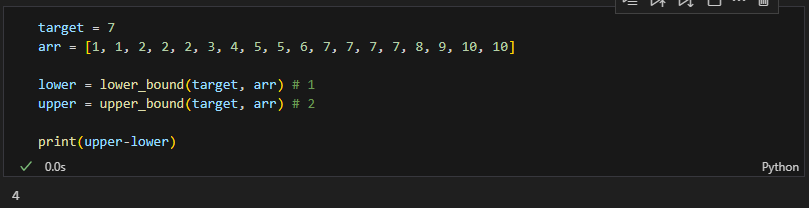 target = 7
arr = [1, 1, 2, 2, 2, 3, 4, 5, 5, 6, 7, 7, 7, 7, 8, 9, 10, 10]
lower = lower_bound(target, arr) # 1
upper = upper_bound(target, arr) # 2
print(upper-lower)
0.0s
Python
4